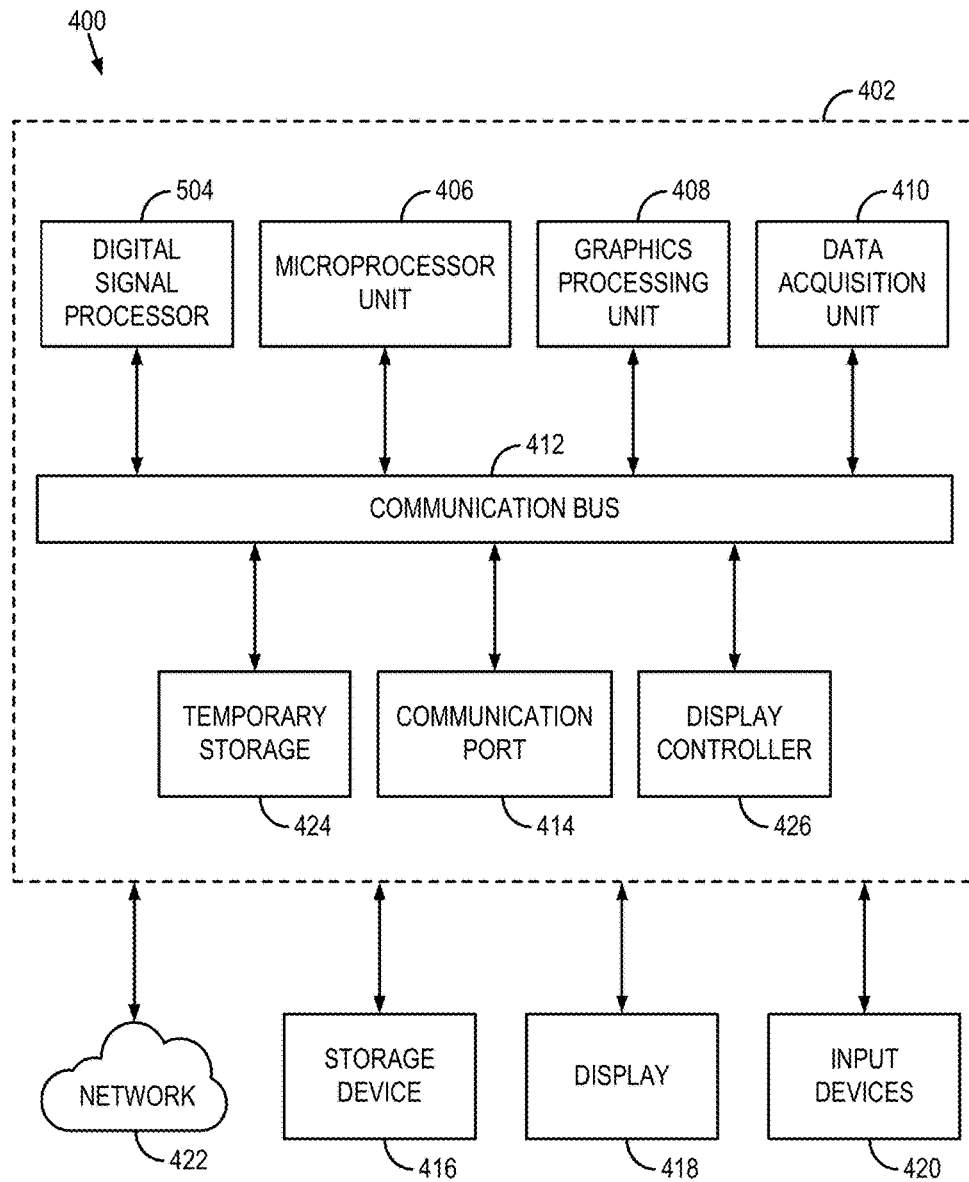 400
402
504
406
408
410
DIGITAL
SIGNAL
PROCESSOR
MICROPROCESSOR
UNIT
GRAPHICS
PROCESSING
UNIT
DATA
ACQUISITION
UNIT
412
COMMUNICATION BUS
TEMPORARY
STORAGE
COMMUNICATION
PORT
DISPLAY
CONTROLLER
424
414
426
NETWORK
STORAGE
DEVICE
DISPLAY
INPUT
DEVICES
422
416
418
420